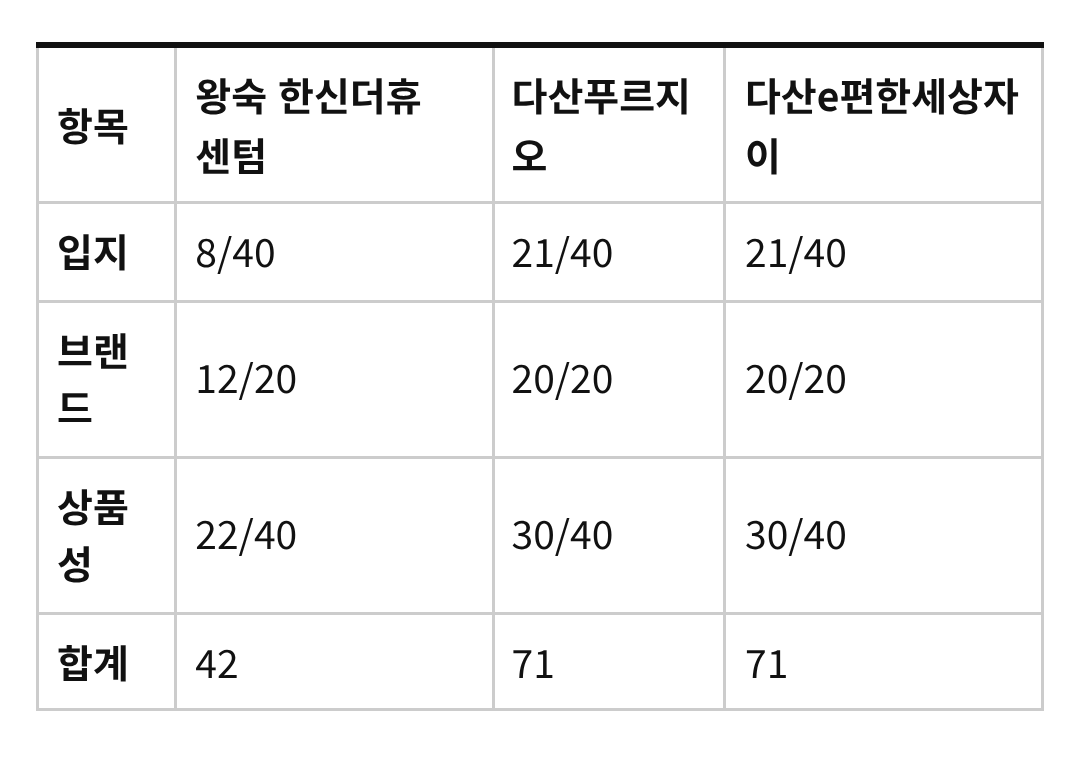 항목 왕숙 한신더휴 다산푸르지 다산e편한세상자
센텀 오 이
입지 8/40 21/40 21/40
브랜
드 12/20 20/20 20/20
상품
성 22/40 30/40 30/40
합계 42 71 71